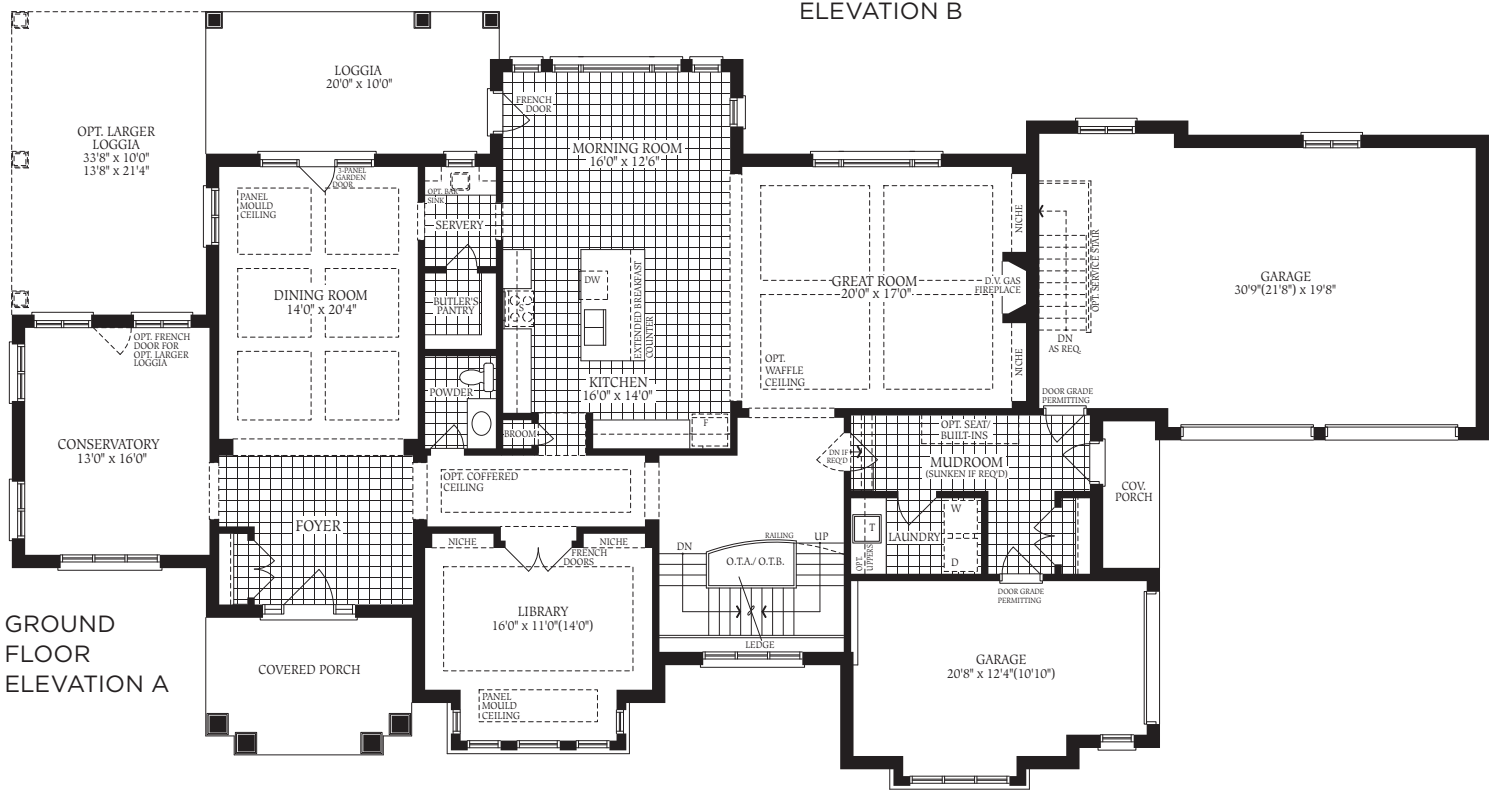 ELEVATION B
LOGGIA
20'0" x 10'0"
OPT. LARGER
LOGGIA
33'8" x 10'0"
13'8" x 21'4"
FRENCH
DOOR
MORNING ROOM
16'0" x 12'6"
3-PANEL
GARDEN
DOOR
PANEL
MOULD
CEILING
OPT. BAR
SINK
SERVERY
NICHE
OPT. SERVICE STAIR
GARAGE
30'9"(21'8") x 19'8"
DINING ROOM
14'0" x 20'4"
BUTLER'S
PANTRY
DW
EXTENDED BREAKFAST
COUNTER
S
GREAT ROOM
20'0" x 17'0"
D.V. GAS
FIREPLACE
DN
AS REQ.
OPT. FRENCH
DOOR FOR
OPT. LARGER
LOGGIA
OPT.
WAFFLE
CEILING
NICHE
POWDER
KITCHEN
16'0" x 14'0"
DOOR GRADE
PERMITTING
BROOM
F
OPT. SEAT/
BUILT-INS
CONSERVATORY
13'0" x 16'0"
DN IF
REQ'D
MUDROOM
(SUNKEN IF REQ'D)
OPT. COFFERED
CEILING
COV.
PORCH
FOYER
W
T
LAUNDRY
OPT.
UPPERS
D
NICHE
NICHE
FRENCH
DOORS
DN
RAILING
UP
O.T.A./ O.T.B.
DOOR GRADE
PERMITTING
LIBRARY
16'0" x 11'0"(14'0")
LEDGE
GROUND
FLOOR
ELEVATION A
COVERED PORCH
GARAGE
20'8" x 12'4"(10'10")
PANEL
MOULD
CEILING